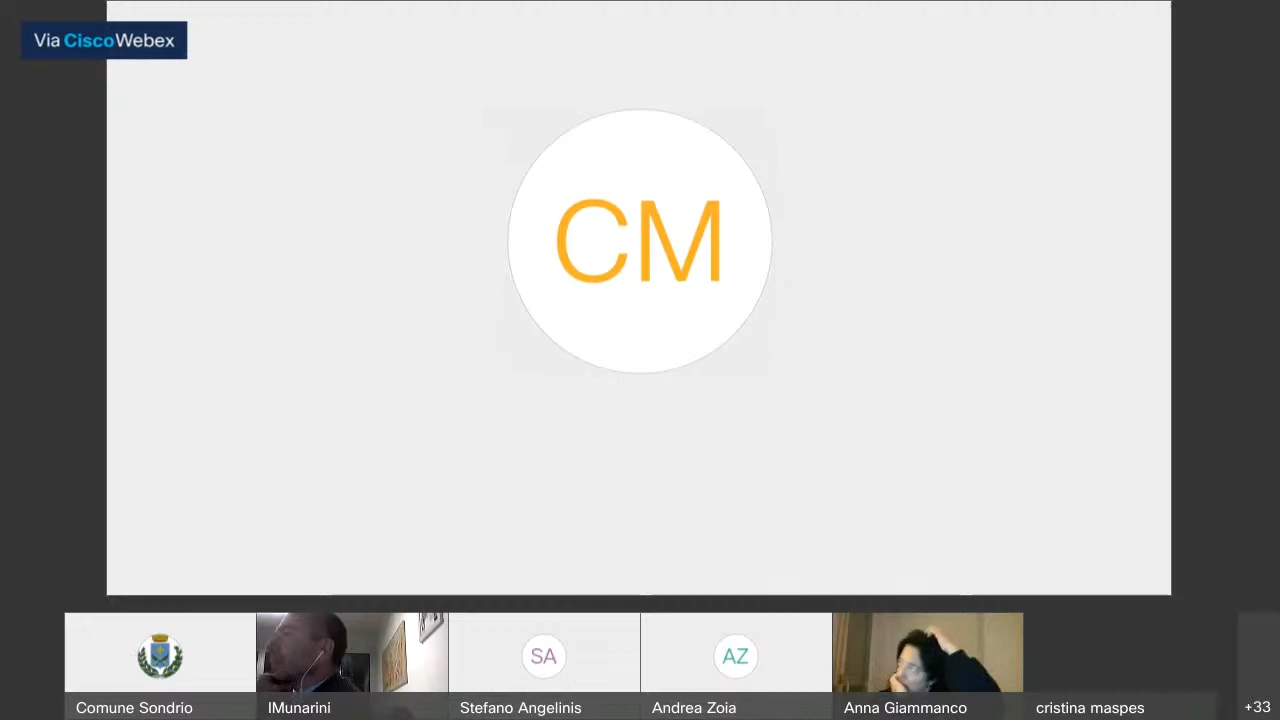 Via CiscoWebex
CM
SA
AZ
Comune Sondrio
IMunarini
Stefano Angelinis
Andrea Zoia
Anna Giammanco
cristina maspes
+33